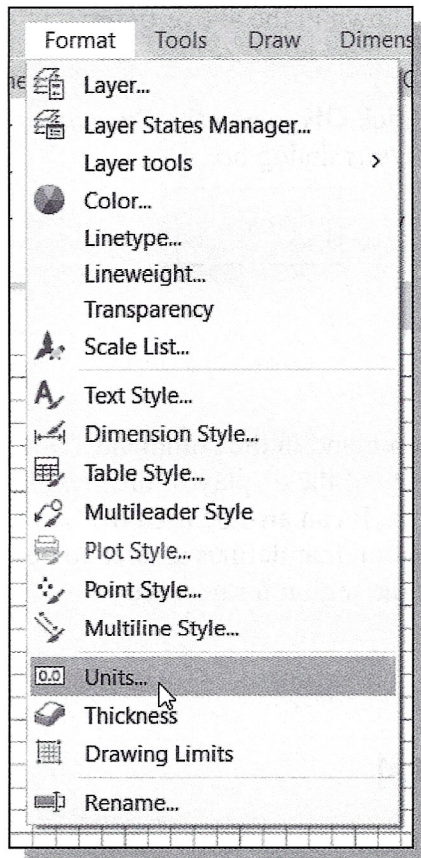 Format Tools Draw Dimens
Layer...
Layer States Manager...
Layer tools >
Color...
Linetype...
Lineweight...
Transparency
Scale List...
Text Style...
Dimension Style...
Table Style...
Multileader Style
Plot Style...
Point Style...
Multiline Style...
0.0 Units...
Thickness
Drawing Limits
Rename...